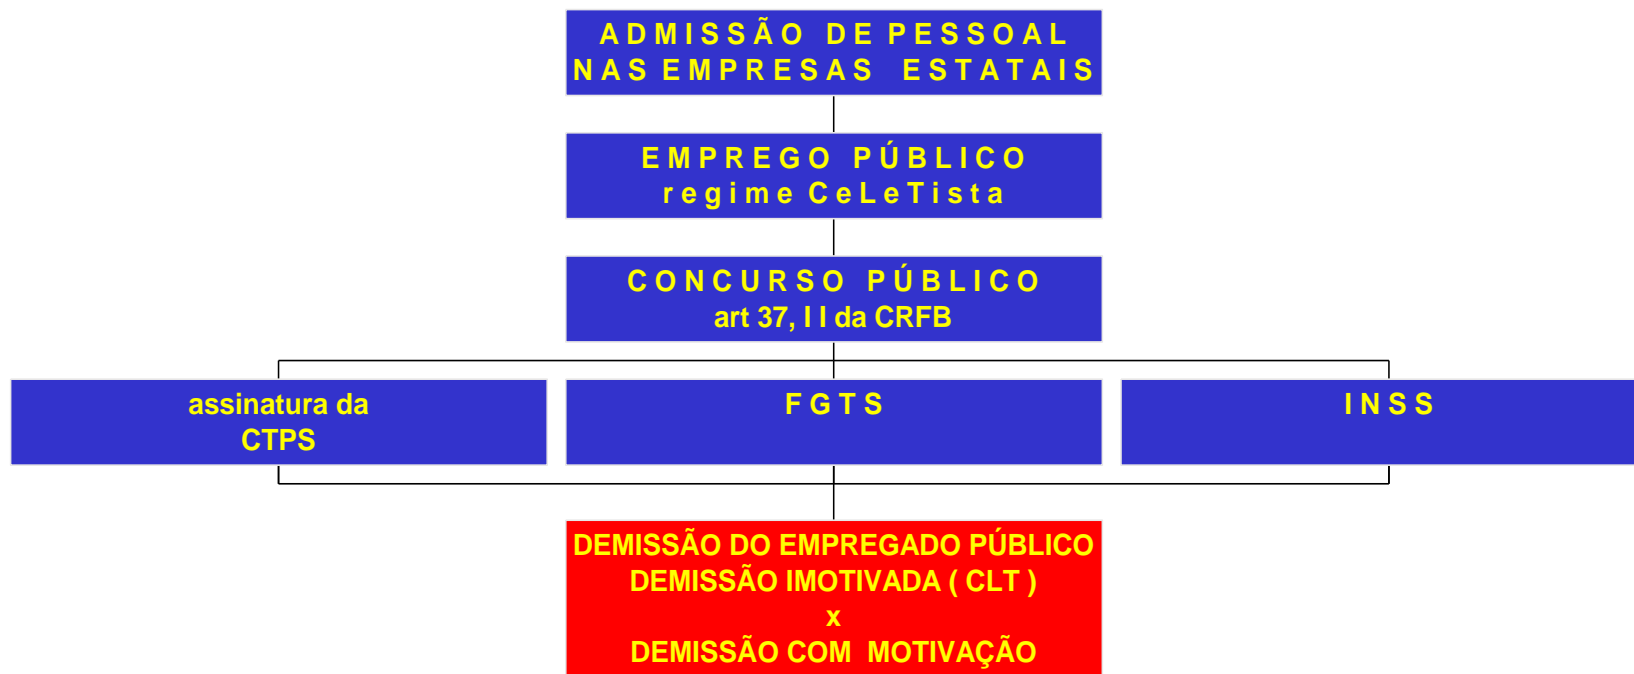 ADMISSÃO DE PESSOAL
NAS EMPRESAS ESTATAIS
EMPREGO PÚBLICO
regime CeLeTista
CONCURSO PÚBLICO
art 37, I I da CRFB
assinatura da
CTPS
FGTS
INSS
DEMISSÃO DO EMPREGADO PÚBLICO
DEMISSÃO IMOTIVADA ( CLT )
x
DEMISSÃO COM MOTIVAÇÃO